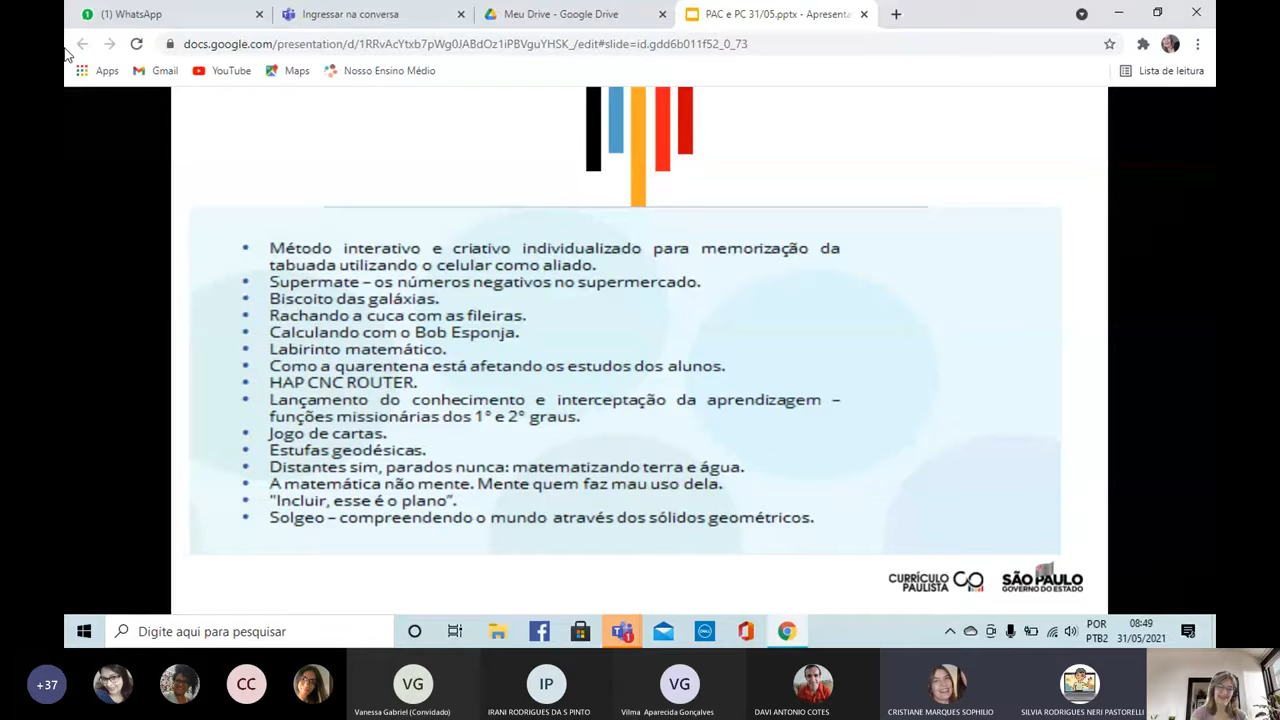 (1) WhatsApp
Ingressar na conversa
Meu Drive - Google Drive
PAC e PC 31/05.pptx - Apresenta
docs.google.com/presentation/d/1RRvAcYtxb7pWg0JABdOz1iPBVguYHSK_/edit#slide=id.gdd6b011f52_0_73
Apps
Gmail
YouTube
Maps
Nosso Ensino Médio
Lista de leitura
• Método interativo e criativo individualizado para memorização da
tabuada utilizando o celular como aliado.
• Supermate – os números negativos no supermercado.
• Biscoito das galáxias.
• Rachando a cuca com as fileiras.
• Calculando com o Bob Esponja.
• Labirinto matemático.
• Como a quarentena está afetando os estudos dos alunos.
• HAP CNC ROUTER.
• Lançamento do conhecimento e interceptação da aprendizagem –
funções missionárias dos 1° e 2° graus.
• Jogo de cartas.
• Estufas geodésicas.
• Distantes sim, parados nunca: matematizando terra e água.
• A matemática não mente. Mente quem faz mau uso dela.
• "Incluir, esse é o plano".
• Solgeo – compreendendo o mundo através dos sólidos geométricos.
CURRÍCULO
PAULISTA
SÃO PAULO
GOVERNO DO ESTADO
Digite aqui para pesquisar
POR
PTB2
08:49
31/05/2021
+37
CC
VG
Vanessa Gabriel (Convidado)
IP
IRANI RODRIGUES DA S PINTO
VG
Vilma Aparecida Gonçalves
DAVI ANTONIO COTES
CRISTIANE MARQUES SOPHILIO
SILVIA RODRIGUES NERI PASTORELLI